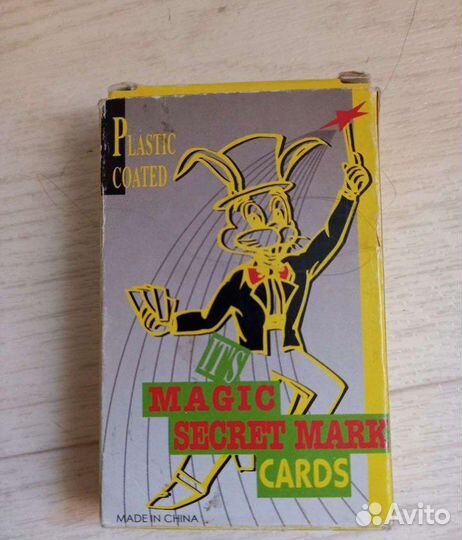 PLASTIC
COATED
IT'S
MAGIC
SECRET MARK
CARDS
MADE IN CHINA
Avito